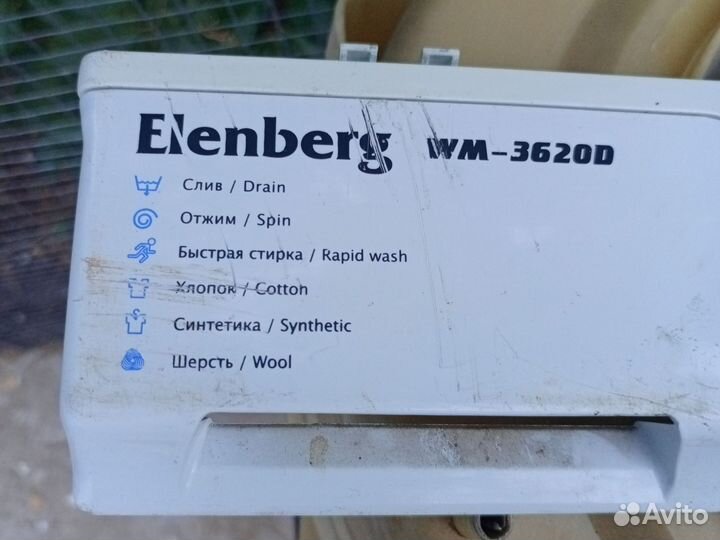 Elenberg WM-3620D
Слив / Drain
Отжим / Spin
Быстрая стирка / Rapid wash
Хлопок / Cotton
Синтетика / Synthetic
Шерсть / Wool
Avito